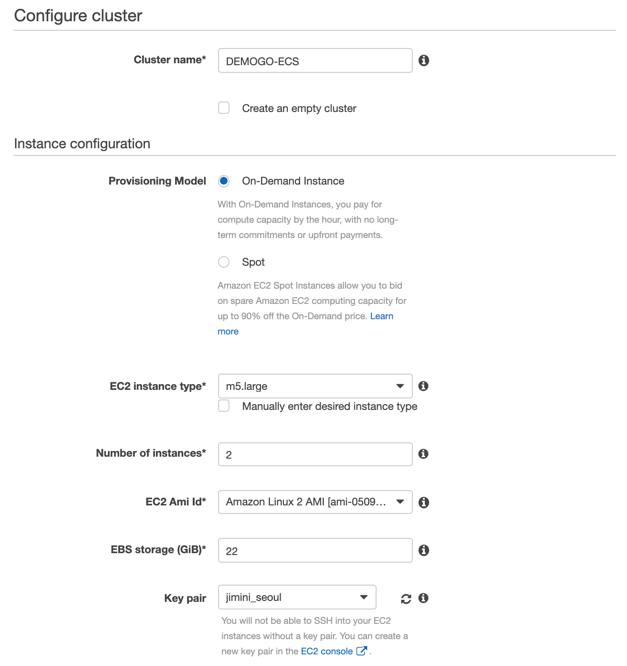 Configure cluster
Cluster name* DEMOGO-ECS
Create an empty cluster
Instance configuration
Provisioning Model On-Demand Instance
With On-Demand Instances, you pay for
compute capacity by the hour, with no long-
term commitments or upfront payments.
Spot
Amazon EC2 Spot Instances allow you to bid
on spare Amazon EC2 computing capacity for
up to 90% off the On-Demand price. Learn
more
EC2 instance type* m5.large
Manually enter desired instance type
Number of instances* 2
EC2 Ami Id* Amazon Linux 2 AMI [ami-0509...
EBS storage (GiB)* 22
Key pair jimini_seoul
You will not be able to SSH into your EC2
instances without a key pair. You can create a
new key pair in the EC2 console .